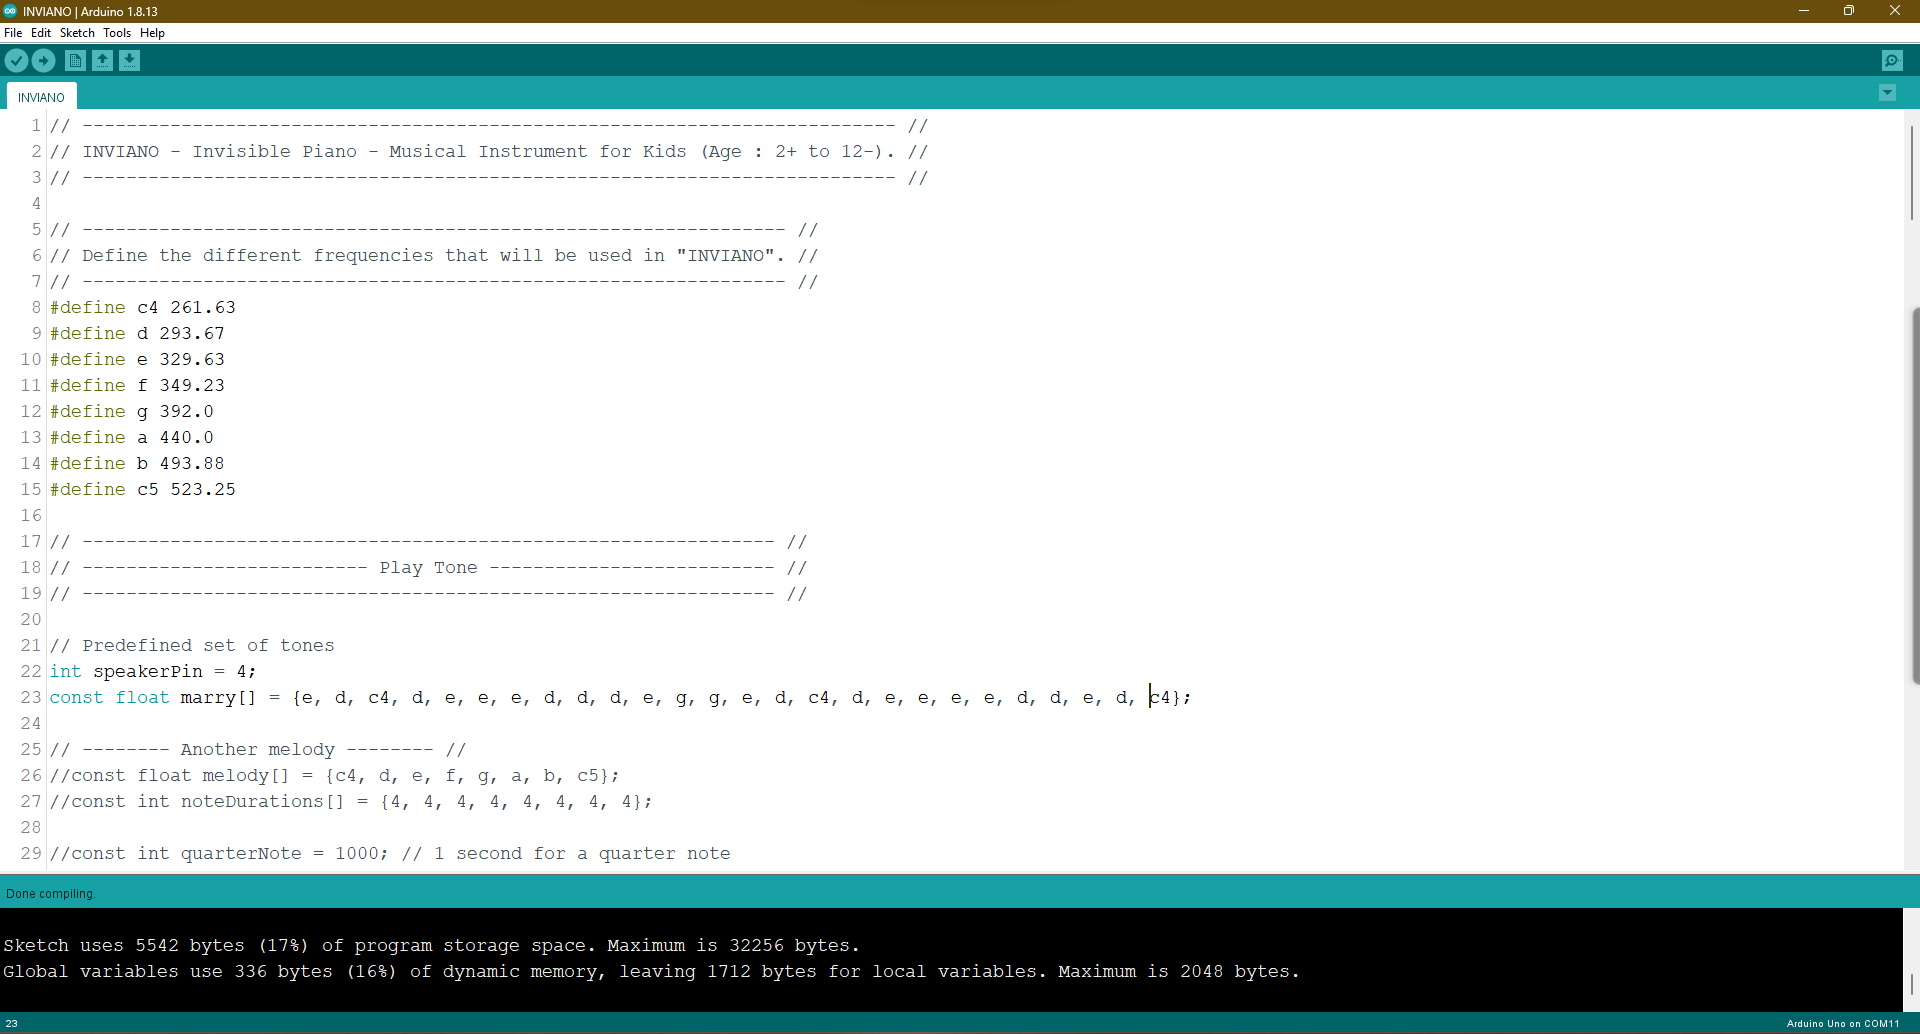 INVIANO | Arduino 1.8.13
File Edit Sketch Tools Help
INVIANO
1 // -------------------------------------------------------------------------- //
2 // INVIANO - Invisible Piano - Musical Instrument for Kids (Age : 2+ to 12-). //
3 // -------------------------------------------------------------------------- //
4
5 // ---------------------------------------------------------------- //
6 // Define the different frequencies that will be used in "INVIANO". //
7 // ---------------------------------------------------------------- //
8 #define c4 261.63
9 #define d 293.67
10 #define e 329.63
11 #define f 349.23
12 #define g 392.0
13 #define a 440.0
14 #define b 493.88
15 #define c5 523.25
16
17 // --------------------------------------------------------------- //
18 // -------------------------- Play Tone -------------------------- //
19 // --------------------------------------------------------------- //
20
21 // Predefined set of tones
22 int speakerPin = 4;
23 const float marry[] = {e, d, c4, d, e, e, e, d, d, d, e, g, g, e, d, c4, d, e, e, e, e, d, d, e, d, c4};
24
25 // -------- Another melody -------- //
26 //const float melody[] = {c4, d, e, f, g, a, b, c5};
27 //const int noteDurations[] = {4, 4, 4, 4, 4, 4, 4, 4};
28
29 //const int quarterNote = 1000; // 1 second for a quarter note
Done compiling.
Sketch uses 5542 bytes (17%) of program storage space. Maximum is 32256 bytes.
Global variables use 336 bytes (16%) of dynamic memory, leaving 1712 bytes for local variables. Maximum is 2048 bytes.
23
Arduino Uno on COM11